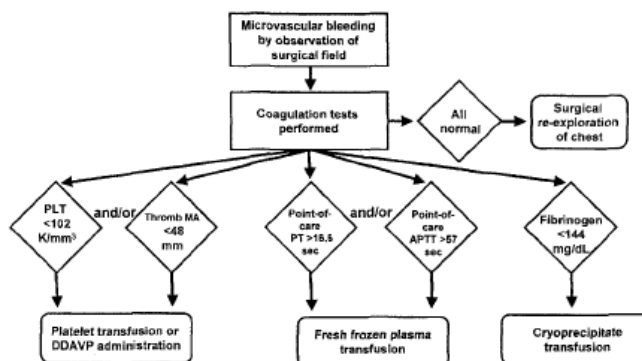 Microvascular bleeding
by observation of
surgical field
Coagulation tests
performed
All
normal
Surgical
re-exploration
of chest
PLT
<102
K/mm³
and/or
Thromb MA
<48
mm
Point-of-
care
PT >16.5
sec
and/or
Point-of-
care
APTT >57
sec
Fibrinogen
<144
mg/dL
Platelet transfusion or
DDAVP administration
Fresh frozen plasma
transfusion
Cryoprecipitate
transfusion